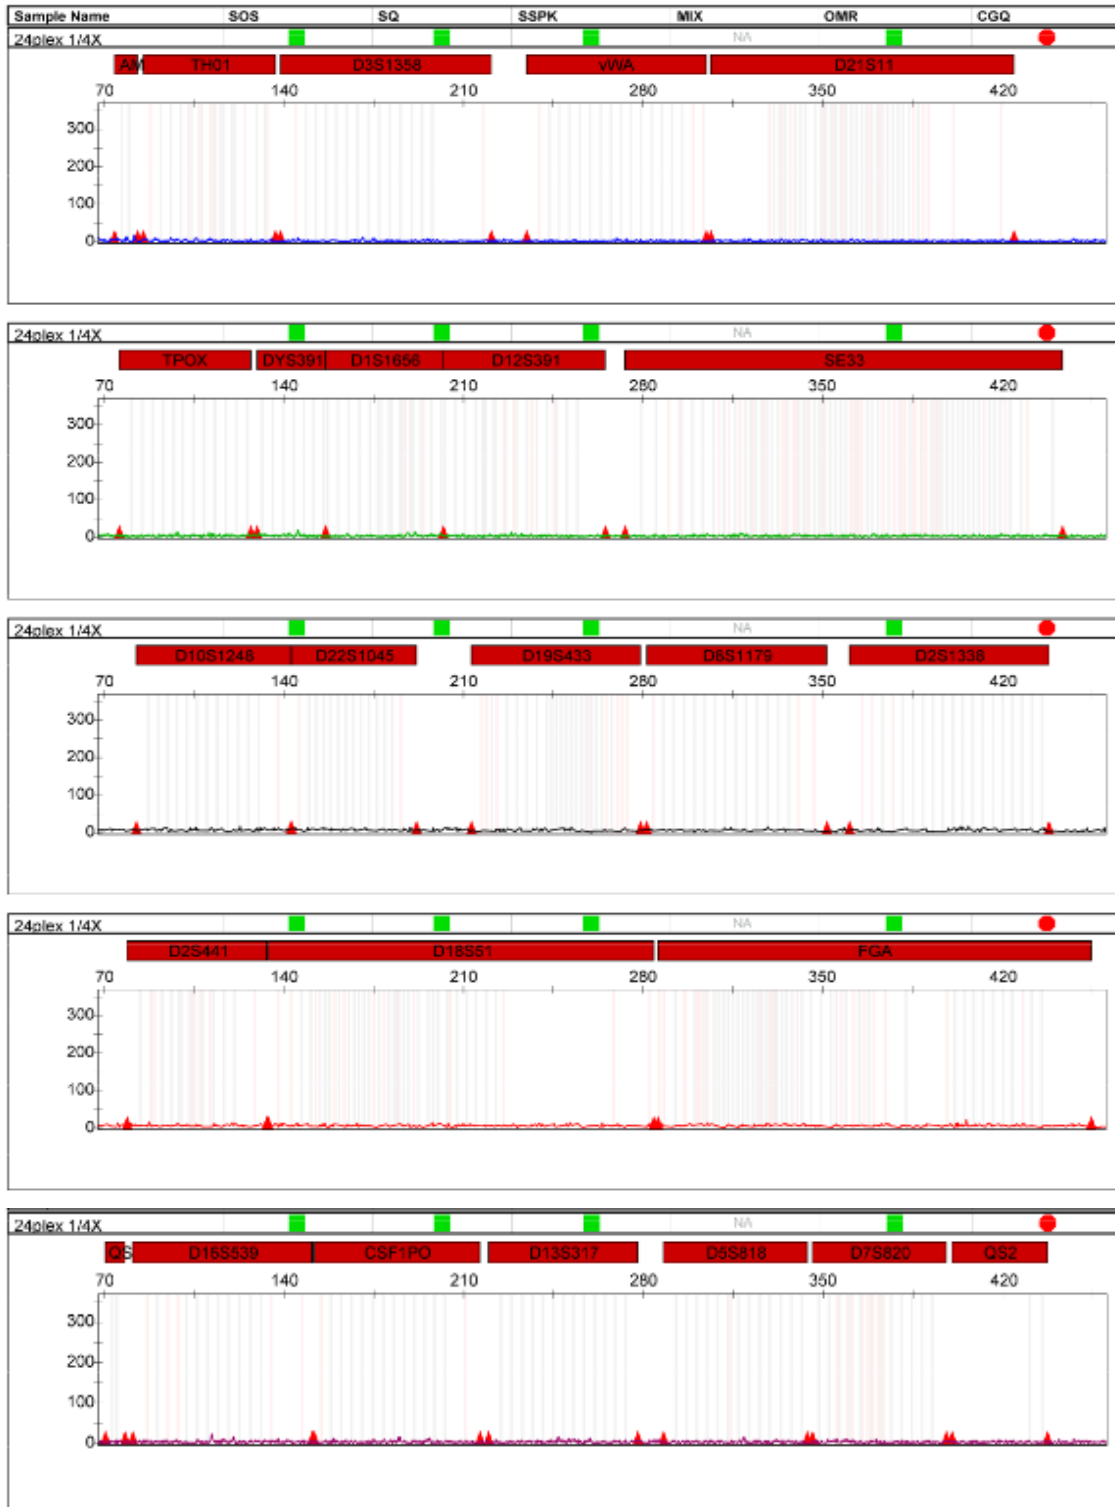 Sample Name SOS SQ SSPK MIX OMR CGQ
24plex 1/4X NA
AM TH01 D3S1358 vWA D21S11
70 140 210 280 350 420
300
200
100
0
24plex 1/4X NA
TPOX DYS391 D1S1656 D12S391 SE33
70 140 210 280 350 420
300
200
100
0
24plex 1/4X NA
D10S1248 D22S1045 D19S433 D8S1179 D2S1338
70 140 210 280 350 420
300
200
100
0
24plex 1/4X NA
D2S441 D18S51 FGA
70 140 210 280 350 420
300
200
100
0
24plex 1/4X NA
QS D16S539 CSF1PO D13S317 D5S818 D7S820 QS2
70 140 210 280 350 420
300
200
100
0